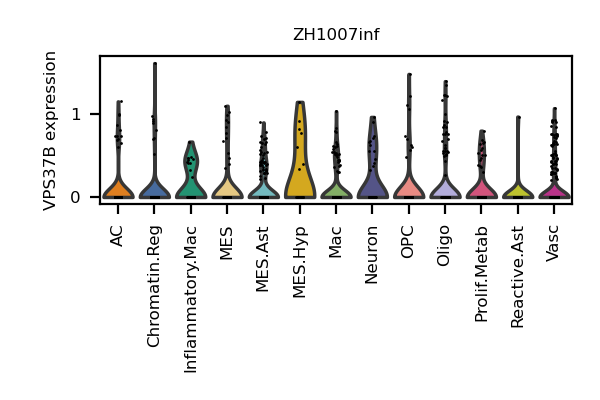 ZH1007inf
VPS37B expression
1
0
AC
Chromatin.Reg
Inflammatory.Mac
MES
MES.Ast
MES.Hyp
Mac
Neuron
OPC
Oligo
Prolif.Metab
Reactive.Ast
Vasc